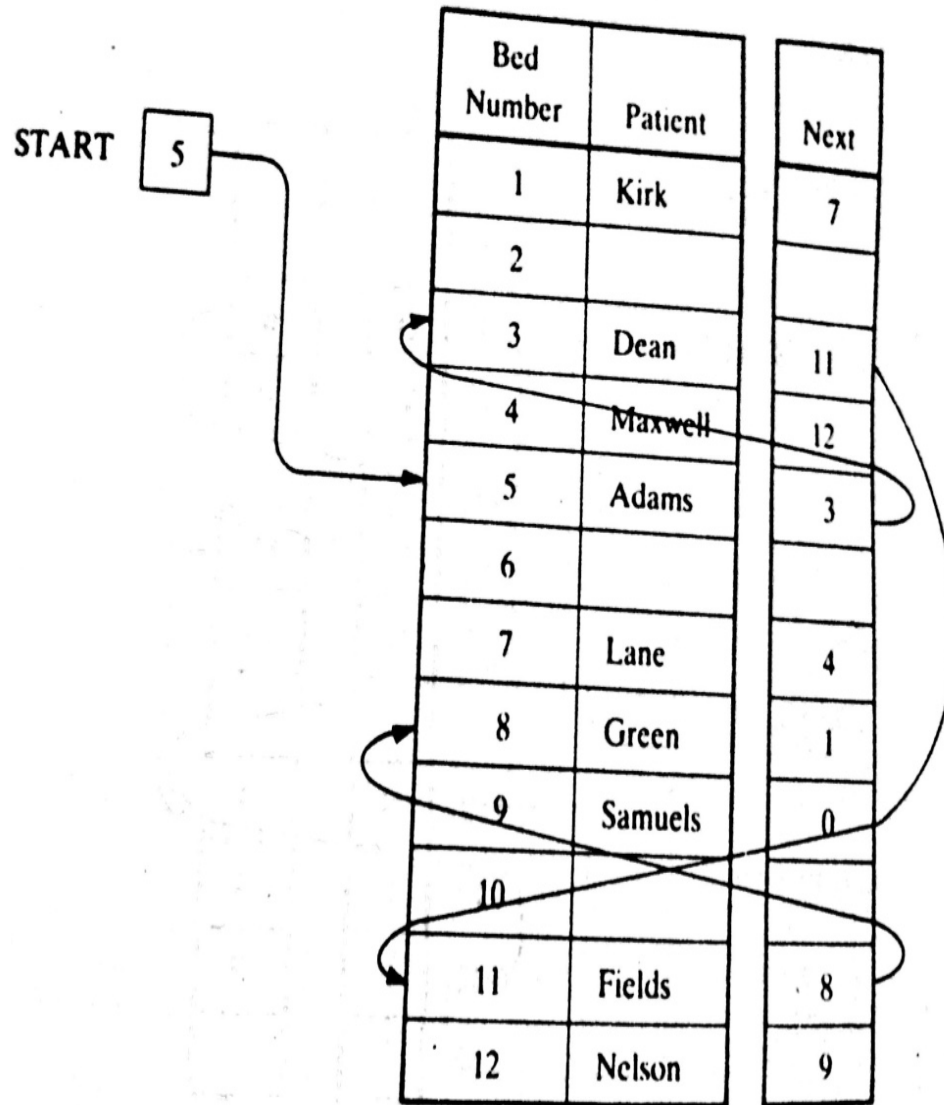 Bed Number Patient Next
START 5
1 Kirk 7
2
3 Dean 11
4 Maxwell 12
5 Adams 3
6
7 Lane 4
8 Green 1
9 Samuels 0
10
11 Fields 8
12 Nelson 9